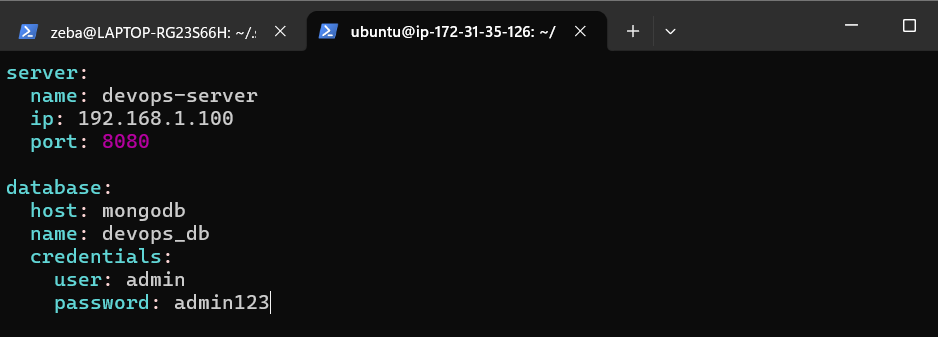 zeba@LAPTOP-RG23S66H: ~/.s
ubuntu@ip-172-31-35-126: ~/
server:
  name: devops-server
  ip: 192.168.1.100
  port: 8080
database:
  host: mongodb
  name: devops_db
  credentials:
    user: admin
    password: admin123